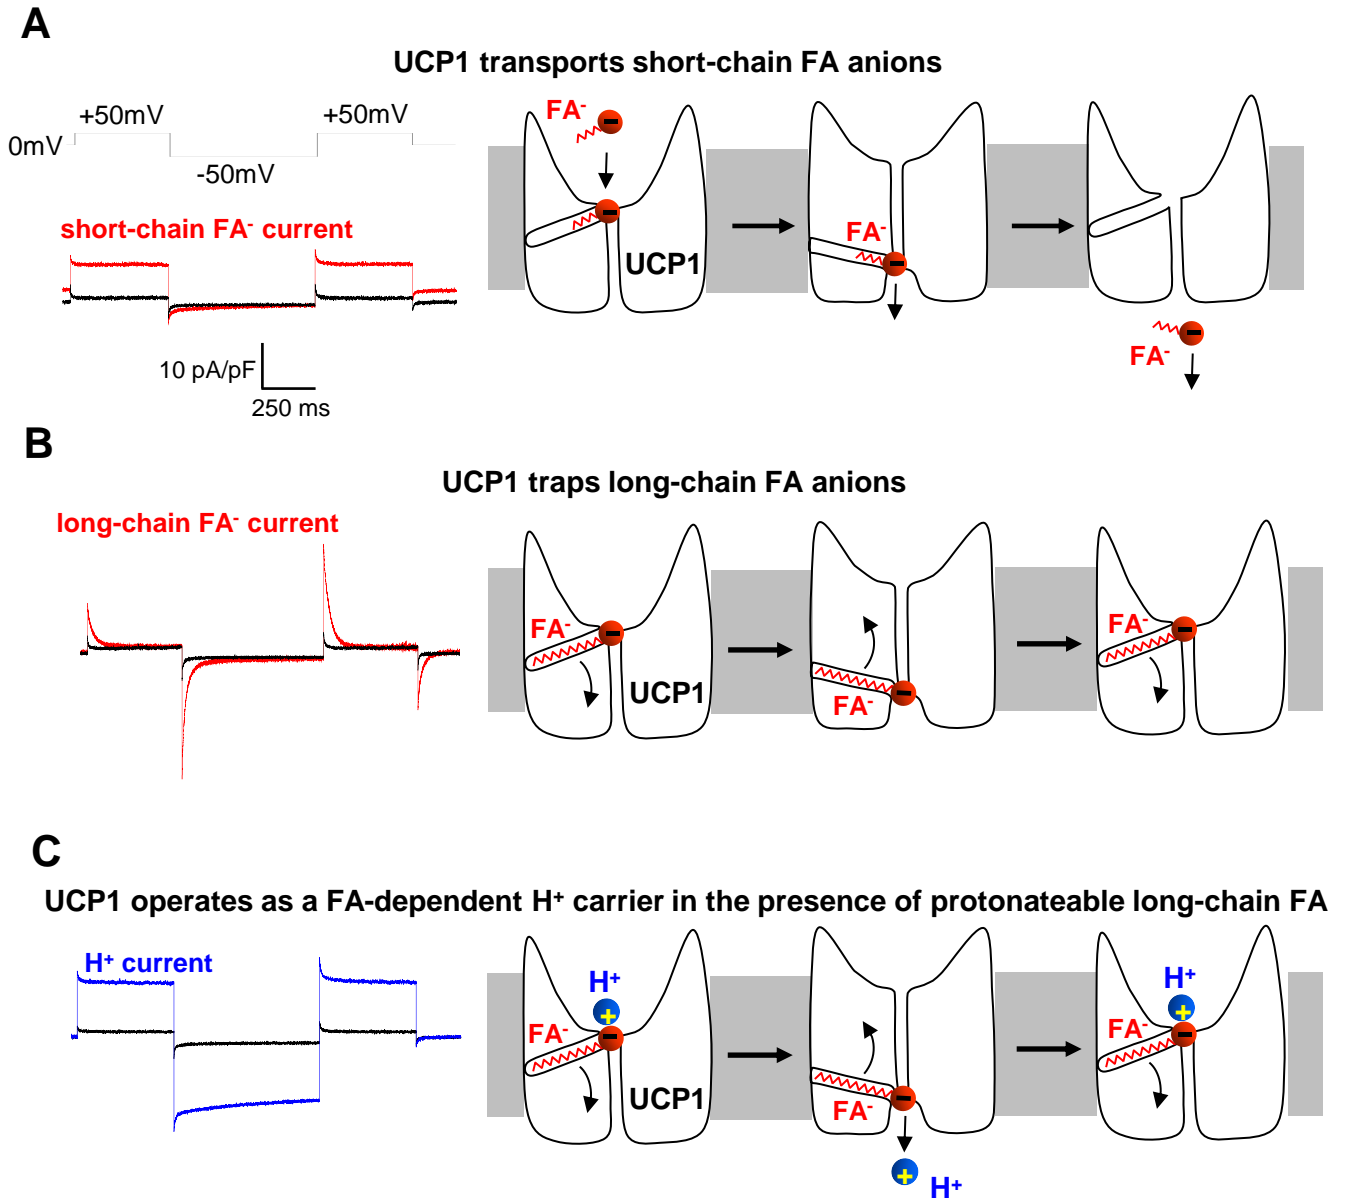 A
UCP1 transports short-chain FA anions
+50mV
+50mV
0mV
-50mV
short-chain FA- current
10 pA/pF
250 ms
FA-
UCP1
FA-
FA-
B
UCP1 traps long-chain FA anions
long-chain FA- current
FA-
UCP1
FA-
FA-
C
UCP1 operates as a FA-dependent H+ carrier in the presence of protonateable long-chain FA
H+ current
H+
+
FA-
UCP1
FA-
+
H+
H+
+
FA-